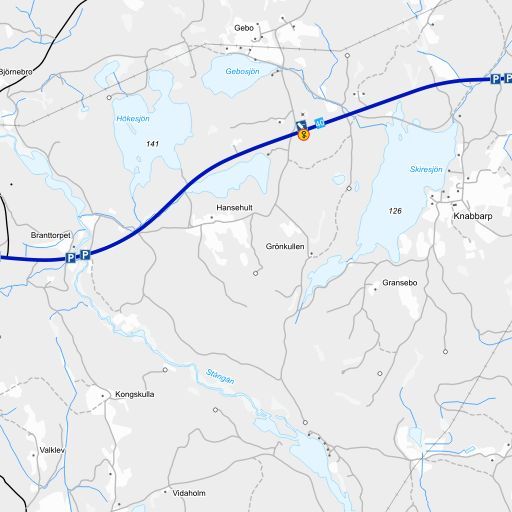 Gebo
Björnebro
Gebosjön
P P
Hökesjön
141
Skiresjön
126
Hansehult
Knabbarp
Branttorpet
Grönkullen
P P
Gransebo
Stångån
Kongskulla
Valklev
Vidaholm